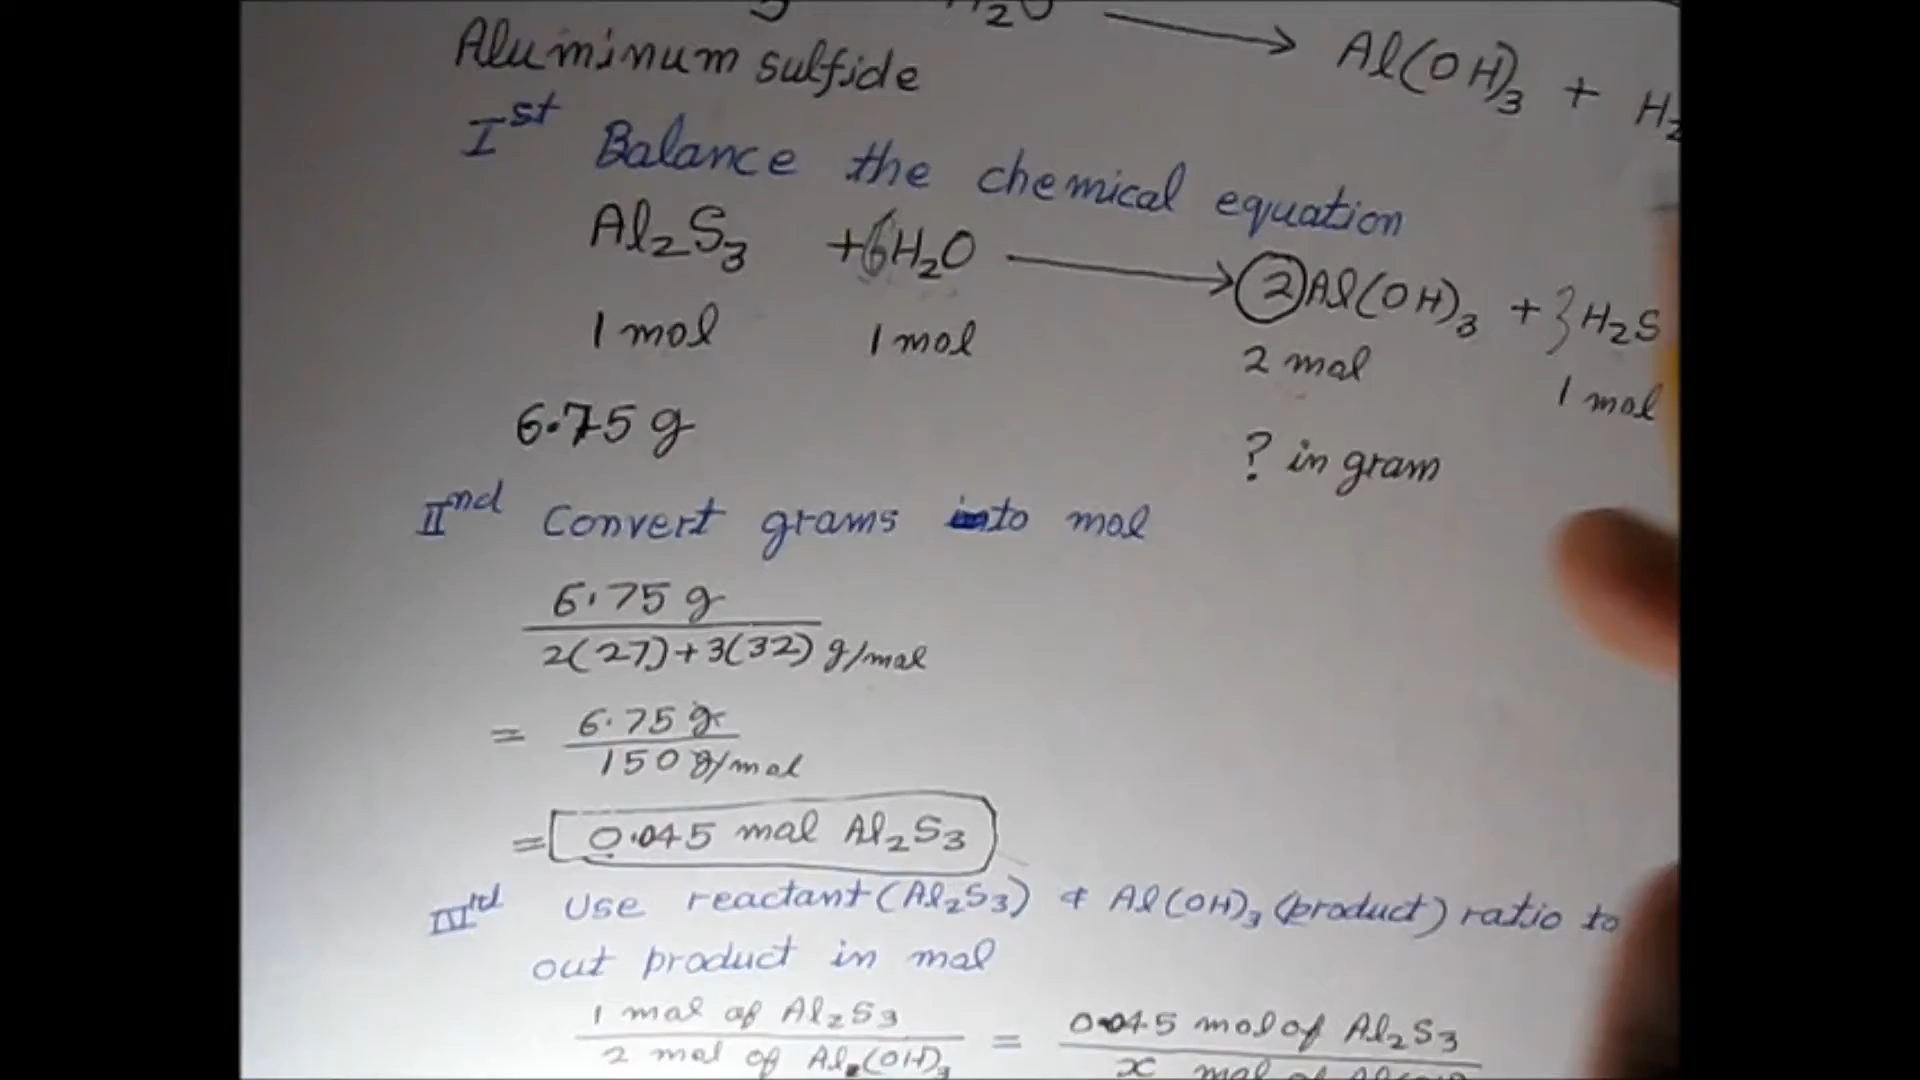 H₂O ⟶ Al(OH)₃ + H₂
Aluminum sulfide
Iˢᵗ Balance the chemical equation
Al₂S₃ + 6H₂O ⟶ 2Al(OH)₃ + 3H₂S
1 mol 1 mol 2 mol 1 mol
6.75 g ? in gram
IIⁿᵈ Convert grams into mol
6.75 g
2(27)+3(32) g/mol
= 6.75 g
150 g/mol
= 0.045 mol Al₂S₃
IIIʳᵈ Use reactant (Al₂S₃) & Al(OH)₃ (product) ratio to
out product in mol
1 mol of Al₂S₃ = 0.045 mol of Al₂S₃
2 mol of Al(OH)₃ x mol of